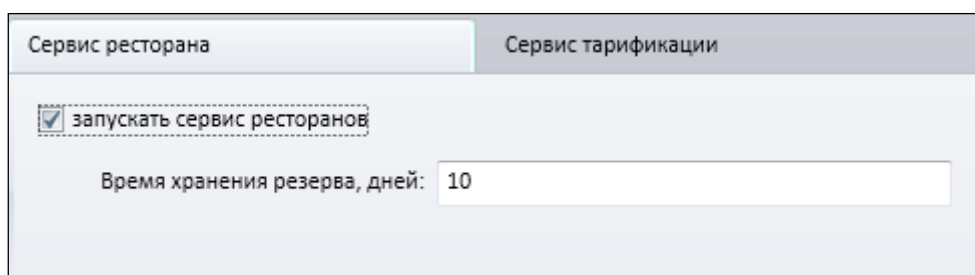 Сервис ресторана Сервис тарификации
запускать сервис ресторанов
Время хранения резерва, дней: 10